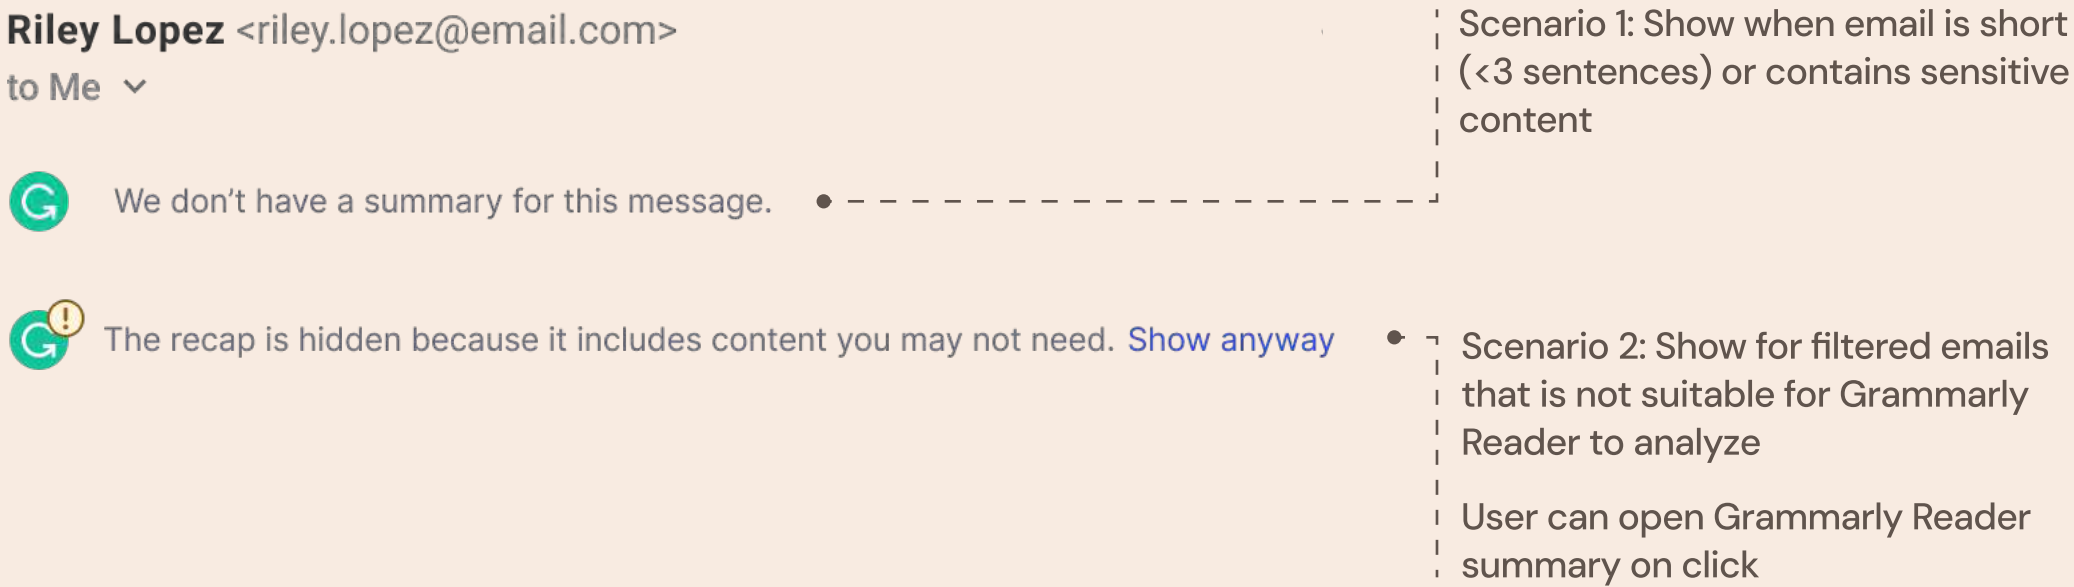 Riley Lopez <riley.lopez@email.com>
to Me
We don't have a summary for this message.
The recap is hidden because it includes content you may not need. Show anyway
Scenario 1: Show when email is short
(<3 sentences) or contains sensitive
content
Scenario 2: Show for filtered emails
that is not suitable for Grammarly
Reader to analyze
User can open Grammarly Reader
summary on click